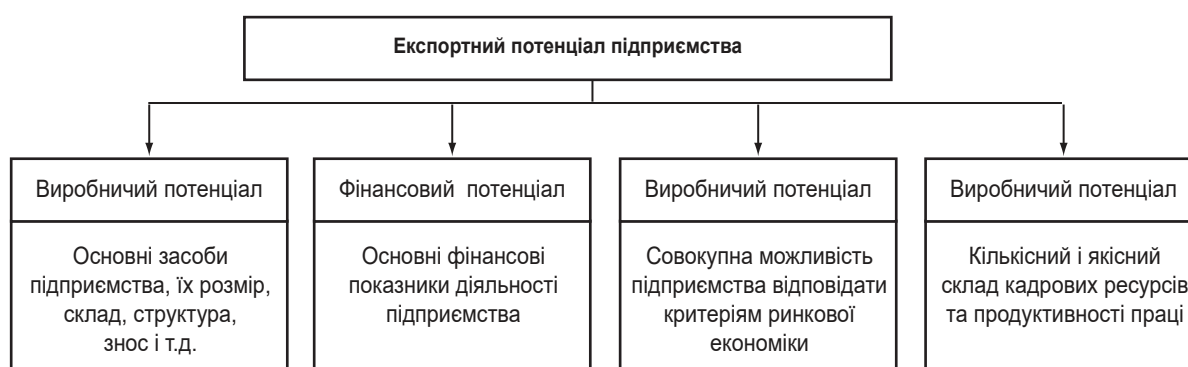 Експортний потенціал підприємства
Виробничий потенціал
Основні засоби
підприємства, їх розмір,
склад, структура,
знос і т.д.
Фінансовий потенціал
Основні фінансові
показники діяльності
підприємства
Виробничий потенціал
Совокупна можливість
підприємства відповідати
критеріям ринкової
економіки
Виробничий потенціал
Кількісний і якісний
склад кадрових ресурсів
та продуктивності праці